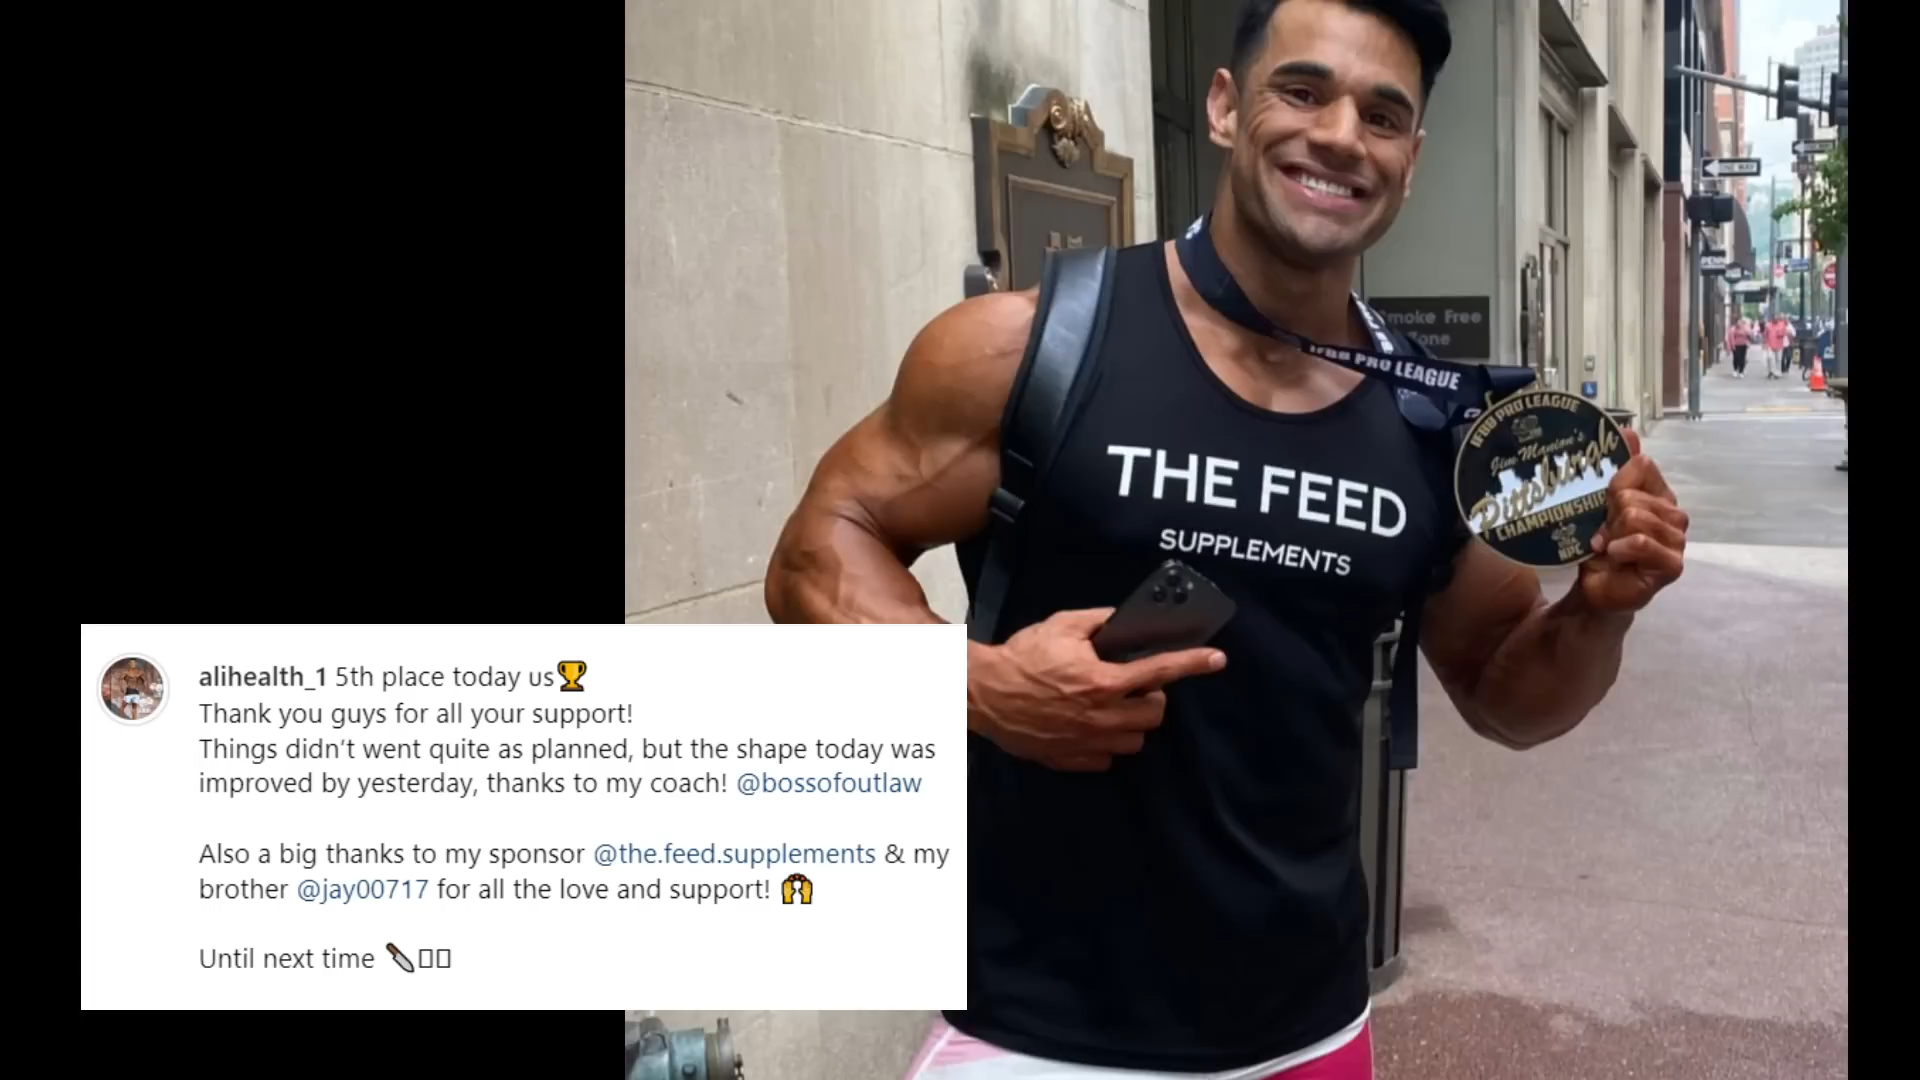 Smoke Free
Zone
ONE WAY
IFBB PRO LEAGUE
IFBB PRO LEAGUE
Jim Manion's
Pittsburgh
CHAMPIONSHIP
NPC
THE FEED
SUPPLEMENTS
alihealth_1 5th place today us🏆
Thank you guys for all your support!
Things didn't went quite as planned, but the shape today was
improved by yesterday, thanks to my coach! @bossofoutlaw
Also a big thanks to my sponsor @the.feed.supplements & my
brother @jay00717 for all the love and support! 🙌
Until next time 🔪